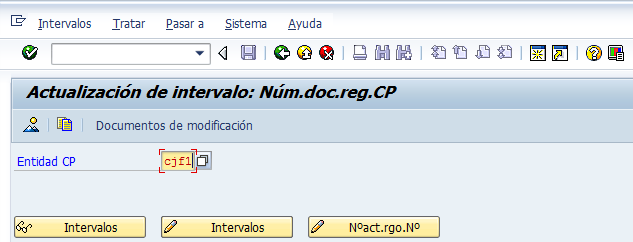 Intervalos Tratar Pasar a Sistema Ayuda
Actualización de intervalo: Núm.doc.reg.CP
Documentos de modificación
Entidad CP cjf1
Intervalos Intervalos Nºact.rgo.Nº